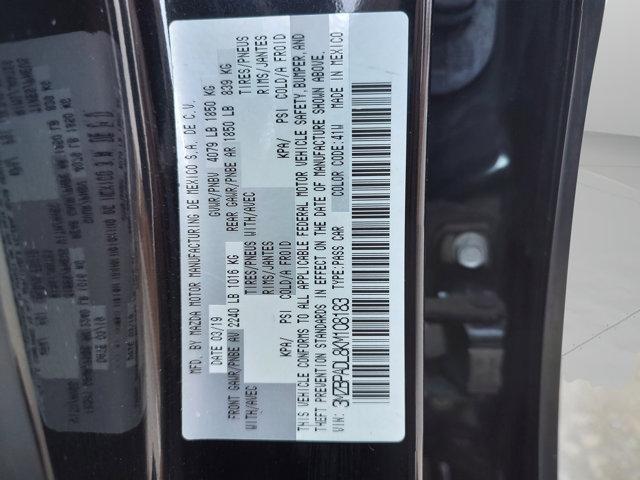 MFD. BY MAZDA MOTOR MANUFACTURING DE MEXICO S.A. DE C.V.
DATE 03/19 GVWR/PNBV 4079 LB 1850 KG
FRONT GAWR/PNBE AV 2240 LB 1016 KG REAR GAWR/PNBE AR 1850 LB 839 KG
WITH/AVEC TIRES/PNEUS WITH/AVEC TIRES/PNEUS
RIMS/JANTES RIMS/JANTES
KPA/ PSI COLD/A FROID KPA/ PSI COLD/A FROID
THIS VEHICLE CONFORMS TO ALL APPLICABLE FEDERAL MOTOR VEHICLE SAFETY, BUMPER, AND
THEFT PREVENTION STANDARDS IN EFFECT ON THE DATE OF MANUFACTURE SHOWN ABOVE.
VIN: 3MZBPADL8KM108183 TYPE: PASS CAR COLOR CODE: 41W MADE IN MEXICO